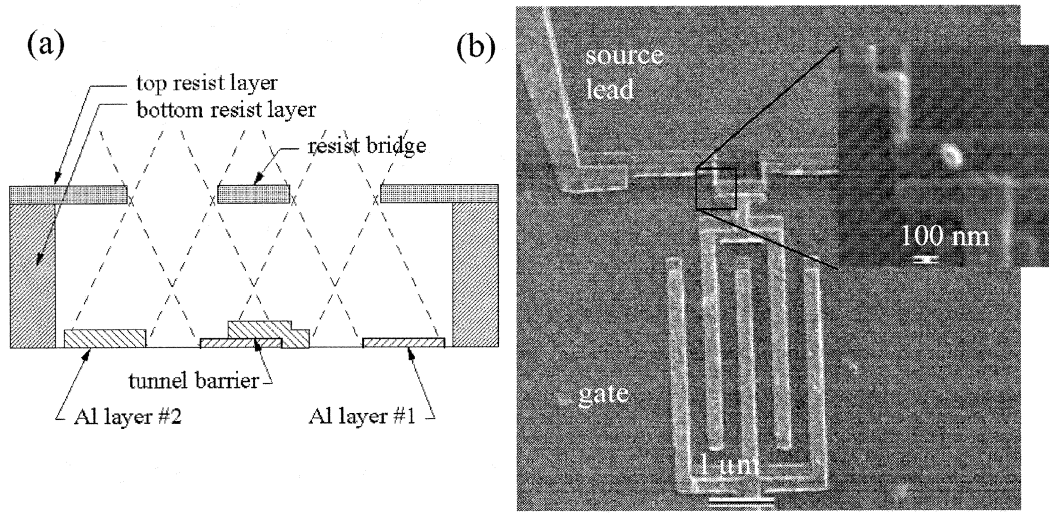 (a)
top resist layer
bottom resist layer
resist bridge
tunnel barrier
Al layer #2
Al layer #1
(b)
source
lead
100 nm
gate
1 μm